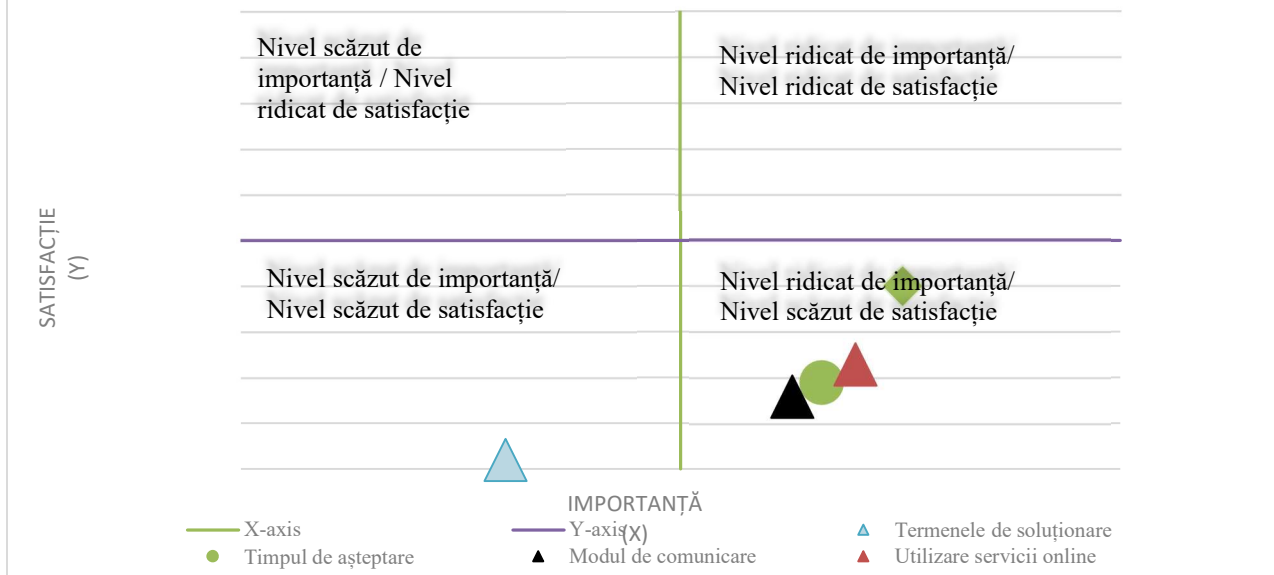 Nivel scăzut de
importanță / Nivel
ridicat de satisfacție
Nivel ridicat de importanță/
Nivel ridicat de satisfacție
SATISFACȚIE
(Y)
Nivel scăzut de importanță/
Nivel scăzut de satisfacție
Nivel ridicat de importanță/
Nivel scăzut de satisfacție
IMPORTANȚĂ
(X)
X-axis
Y-axis
Termenele de soluționare
Timpul de așteptare
Modul de comunicare
Utilizare servicii online